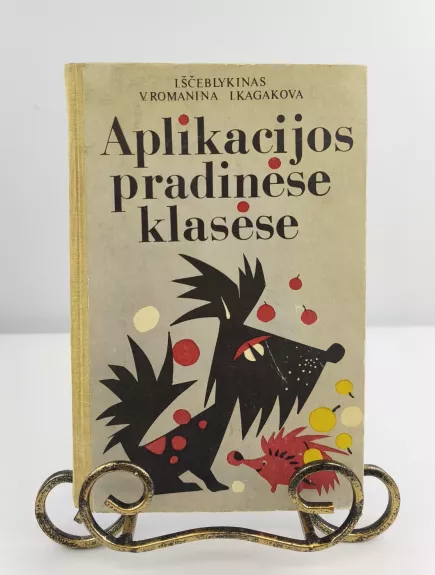 I.ŠČEBLYKINAS
V.ROMANINA I.KAGAKOVA
Aplikacijos
pradinėse
klasėse